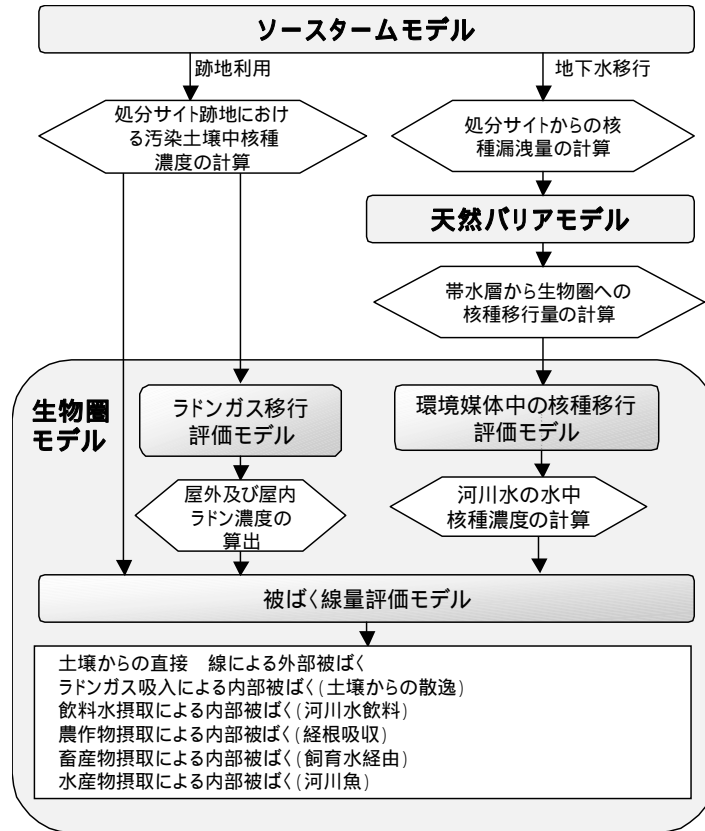 ソースタームモデル
跡地利用
地下水移行
処分サイト跡地におけ
る汚染土壌中核種
濃度の計算
処分サイトからの核
種漏洩量の計算
天然バリアモデル
帯水層から生物圏への
核種移行量の計算
生物圏
モデル
ラドンガス移行
評価モデル
環境媒体中の核種移行
評価モデル
屋外及び屋内
ラドン濃度の
算出
河川水の水中
核種濃度の計算
被ばく線量評価モデル
土壌からの直接　線による外部被ばく
ラドンガス吸入による内部被ばく(土壌からの散逸)
飲料水摂取による内部被ばく(河川水飲料)
農作物摂取による内部被ばく(経根吸収)
畜産物摂取による内部被ばく(飼育水経由)
水産物摂取による内部被ばく(河川魚)